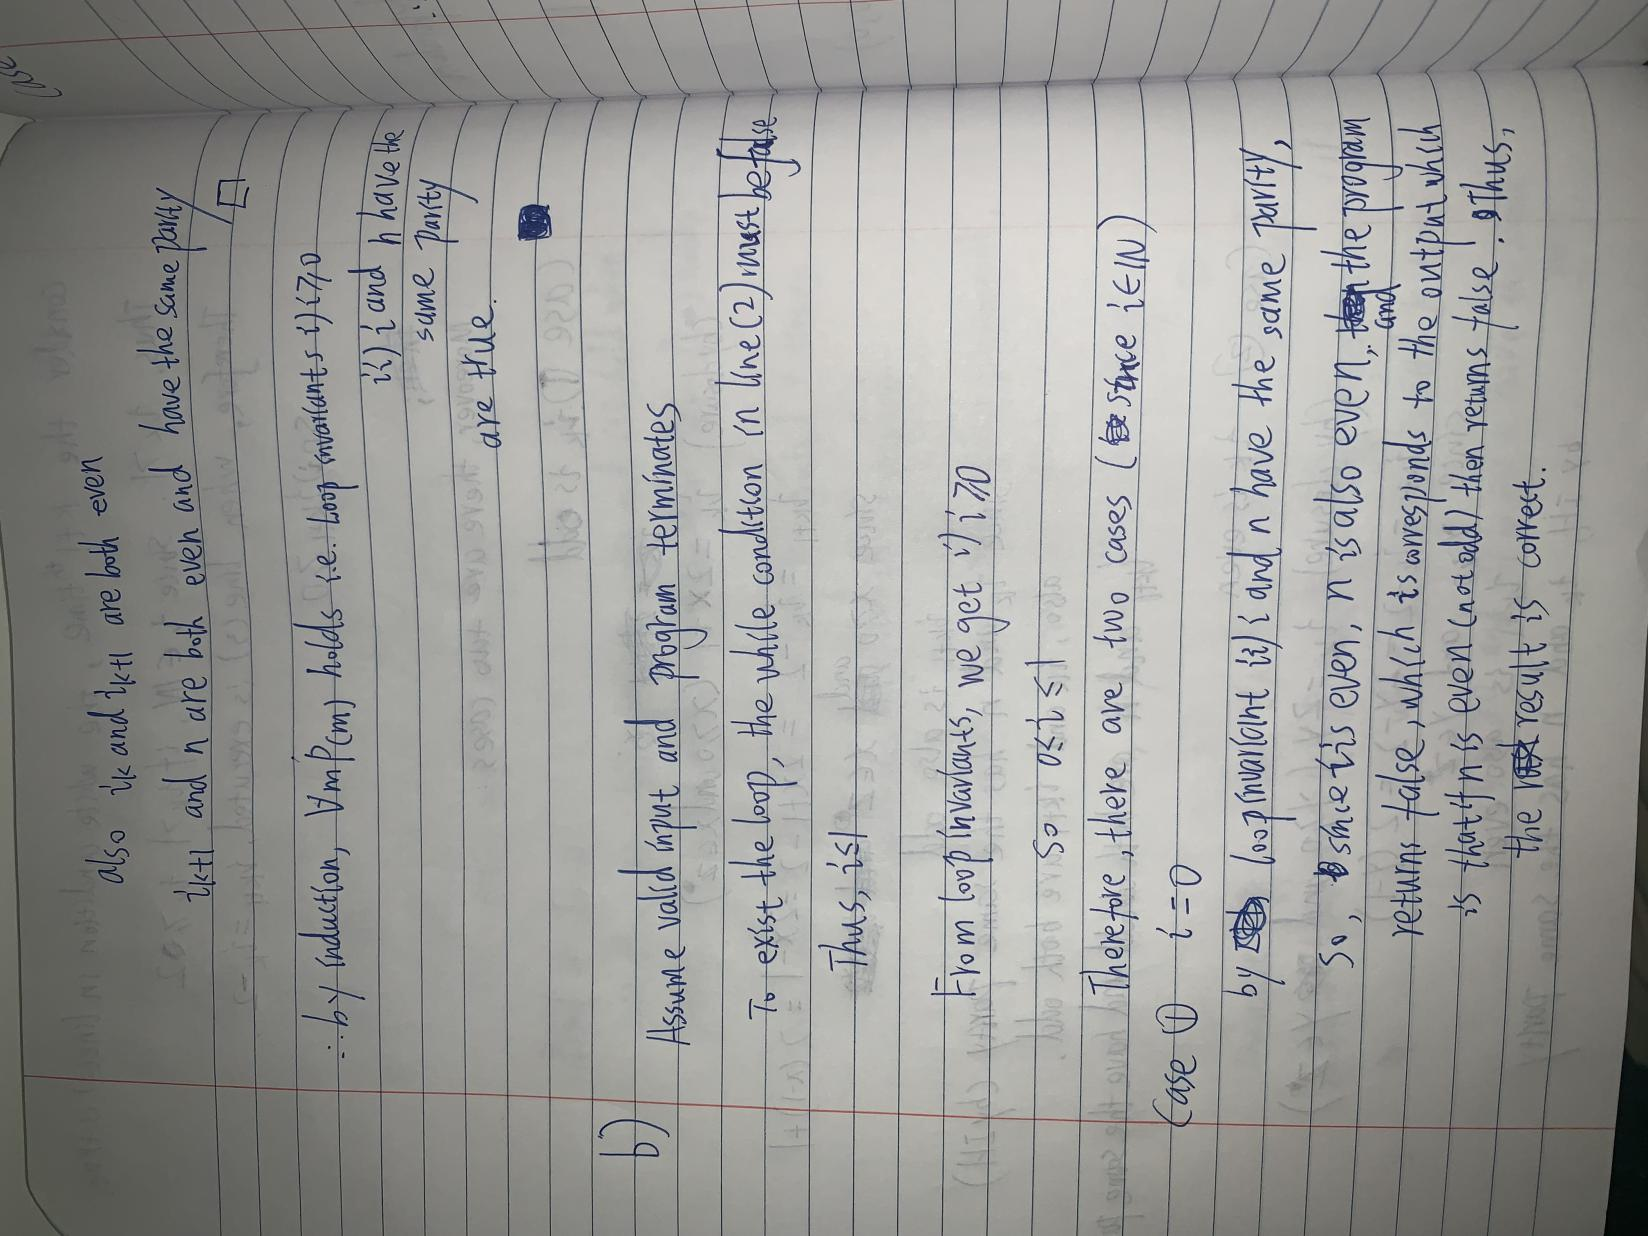 also ik and ik+1 are both even
ik+1 and n are both even and have the same parity
□
∴ by induction, ∀m P(m) holds i.e. Loop invariants i) i≥0
ii) i and n have the
same parity
are true.
b)
Assume valid input and program terminates
To exist the loop, the while condition in line (2) must be false
Thus, i≤1
From loop invariants, we get i) i≥0
so 0≤i≤1
Therefore, there are two cases (since i∈ℕ)
Case ① i=0
by loop invariant ii) i and n have the same parity,
So, since i is even, n is also even, the program
and
returns false, which is corresponds to the output which
is that if n is even (not odd) then returns false. Thus,
the result is correct.
case